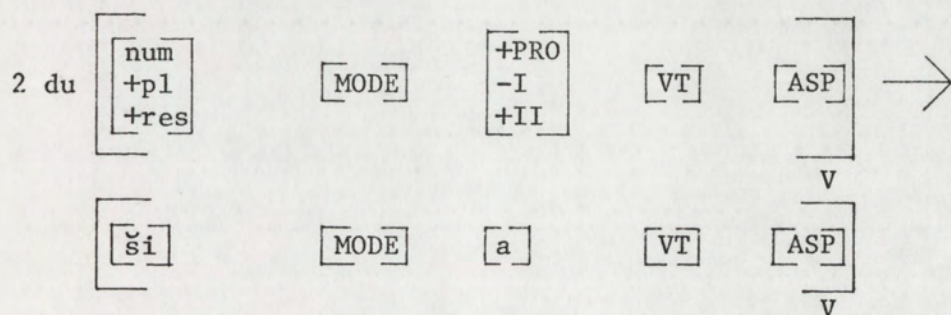 num +PRO
2 du +pl MODE -I VT ASP →
+res +II
V
ši MODE a VT ASP
V